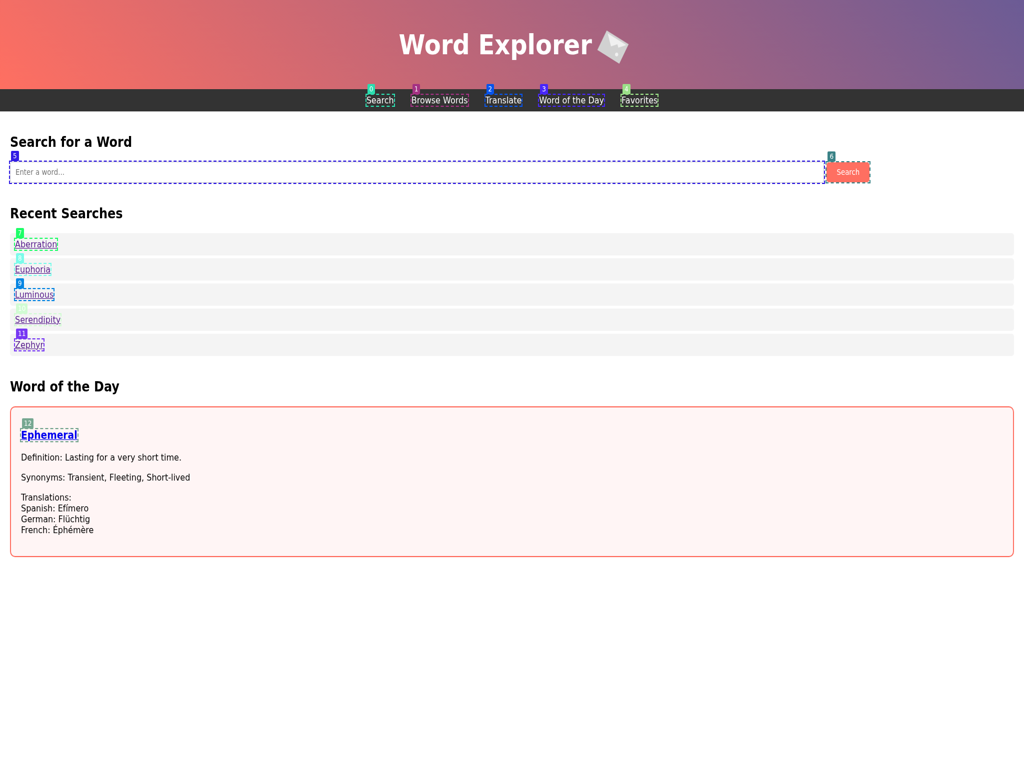 Word Explorer
0
1
2
3
4
Search
Browse Words
Translate
Word of the Day
Favorites
Search for a Word
5
6
Enter a word...
Search
Recent Searches
7
Aberration
8
Euphoria
9
Luminous
10
Serendipity
11
Zephyr
Word of the Day
12
Ephemeral
Definition: Lasting for a very short time.
Synonyms: Transient, Fleeting, Short-lived
Translations:
Spanish: Efímero
German: Flüchtig
French: Éphémère